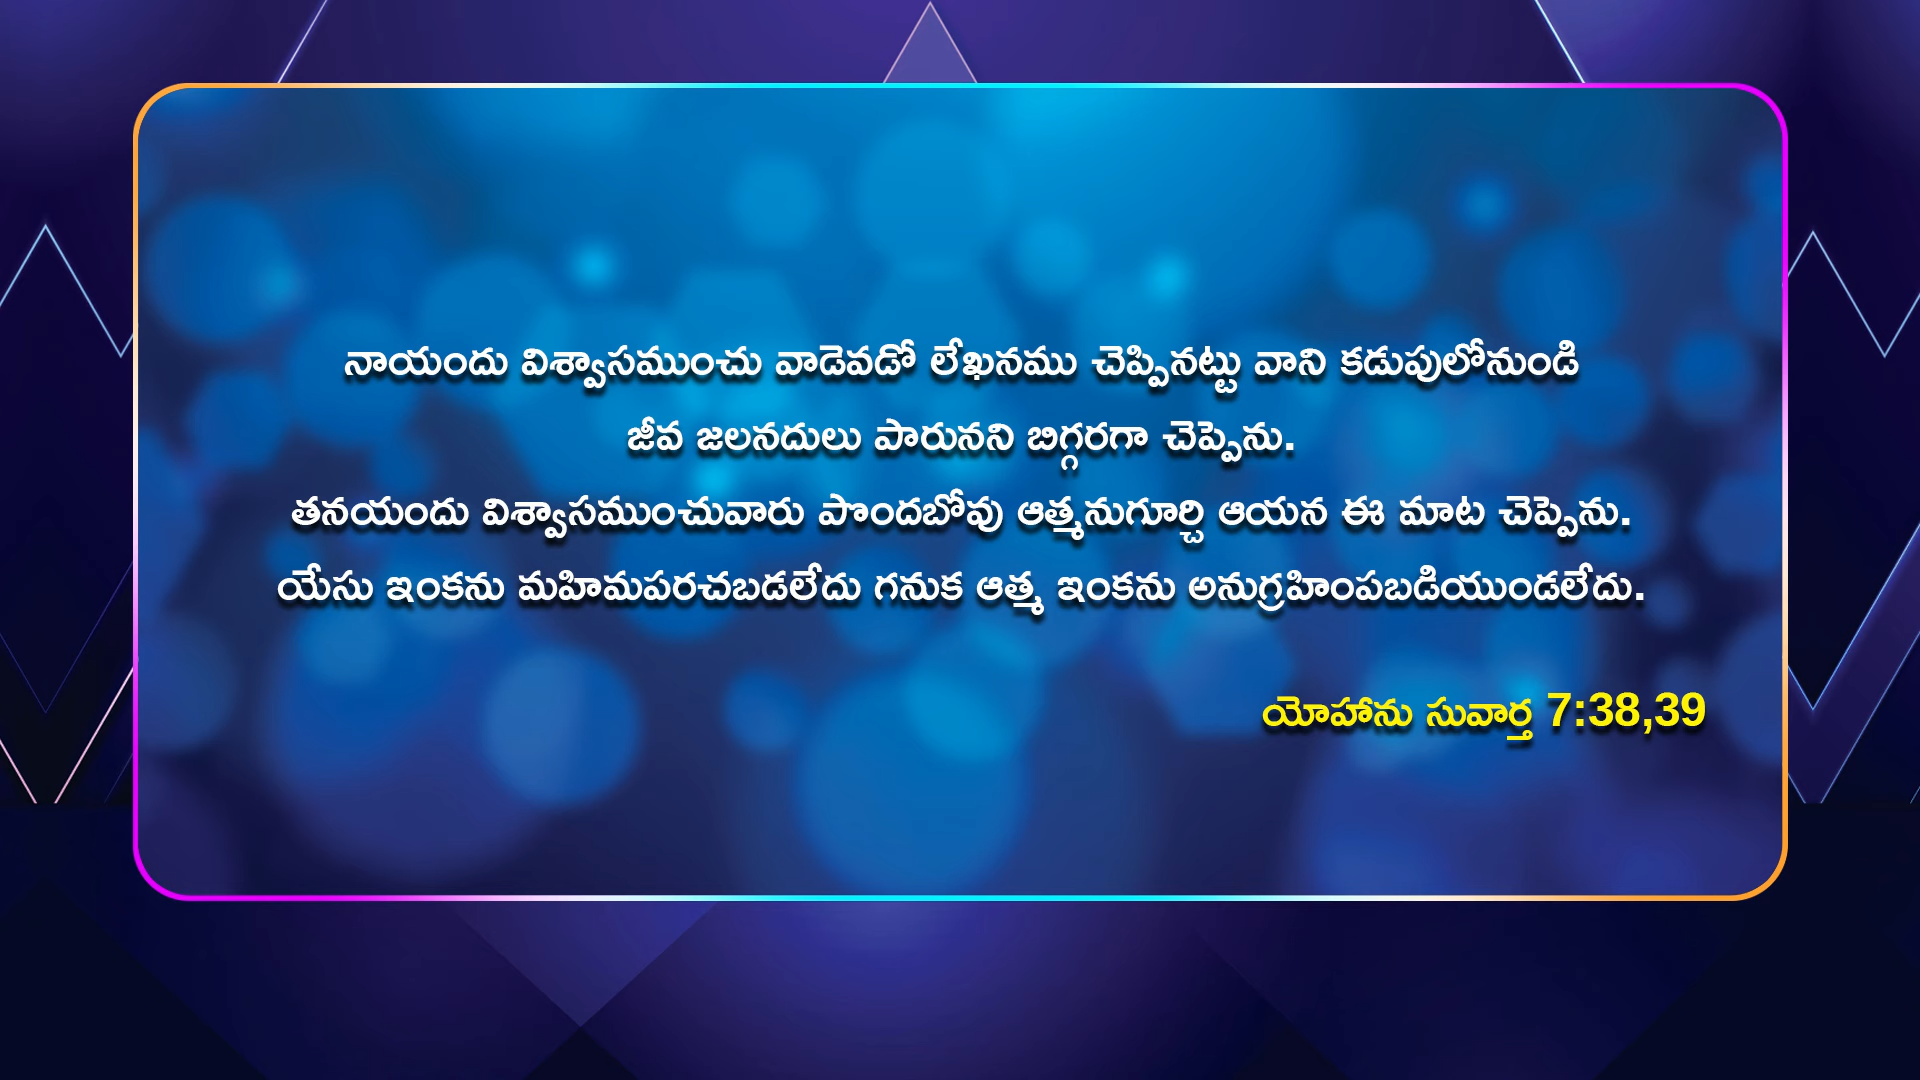 నాయందు విశ్వాసముంచు వాడెవడో లేఖనము చెప్పినట్టు వాని కడుపులోనుండి
జీవ జలనదులు పారునని బిగ్గరగా చెప్పెను.
తనయందు విశ్వాసముంచువారు పొందబోవు ఆత్మనుగూర్చి ఆయన ఈ మాట చెప్పెను.
యేసు ఇంకను మహిమపరచబడలేదు గనుక ఆత్మ ఇంకను అనుగ్రహింపబడియుండలేదు.
యోహాను సువార్త 7:38,39